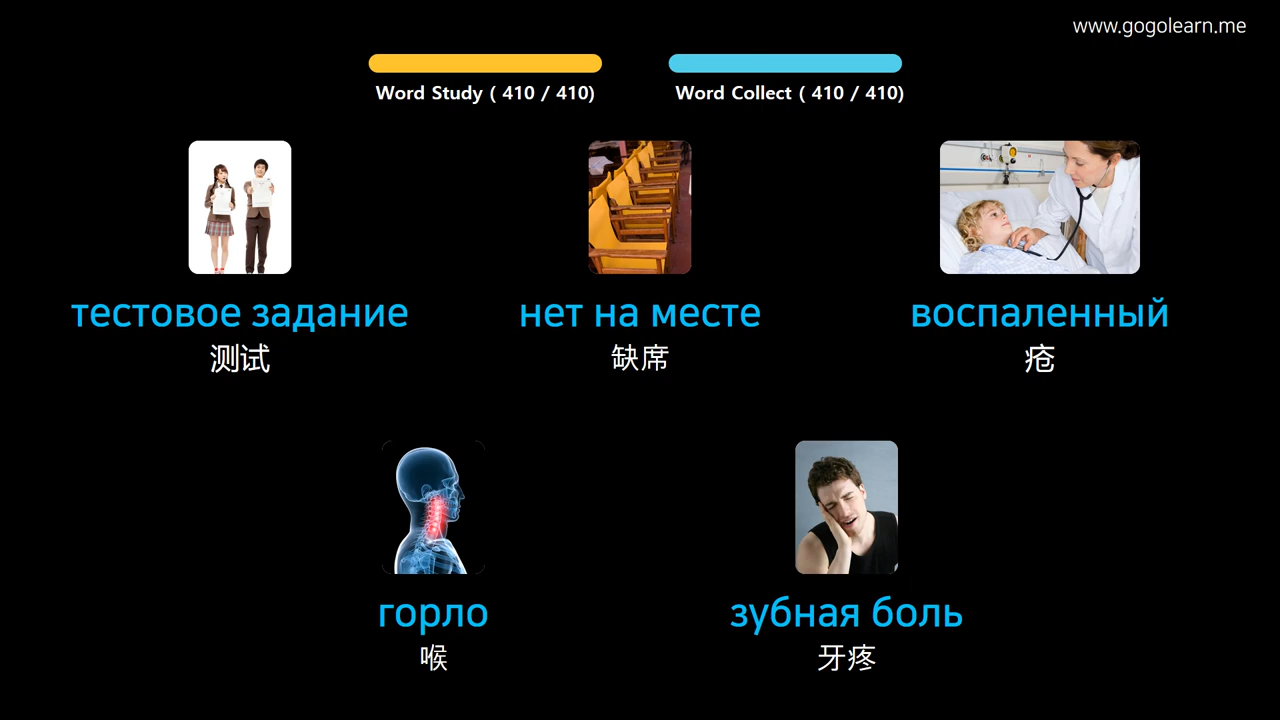 www.gogolearn.me
Word Study ( 410 / 410)
Word Collect ( 410 / 410)
тестовое задание
测试
нет на месте
缺席
воспаленный
疮
горло
喉
зубная боль
牙疼